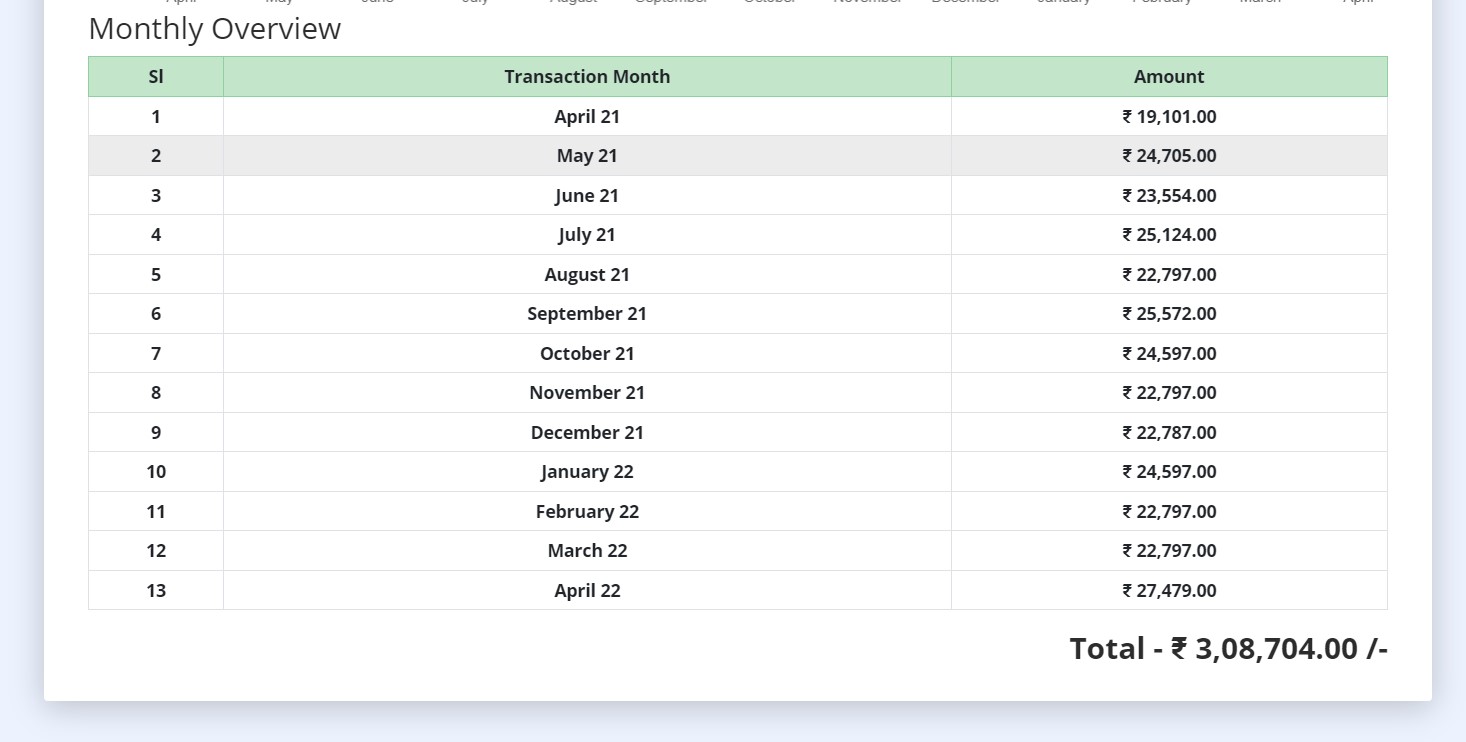 April May June July August September October November December January February March April
Monthly Overview
Sl Transaction Month Amount
1 April 21 ₹ 19,101.00
2 May 21 ₹ 24,705.00
3 June 21 ₹ 23,554.00
4 July 21 ₹ 25,124.00
5 August 21 ₹ 22,797.00
6 September 21 ₹ 25,572.00
7 October 21 ₹ 24,597.00
8 November 21 ₹ 22,797.00
9 December 21 ₹ 22,787.00
10 January 22 ₹ 24,597.00
11 February 22 ₹ 22,797.00
12 March 22 ₹ 22,797.00
13 April 22 ₹ 27,479.00
Total - ₹ 3,08,704.00 /-